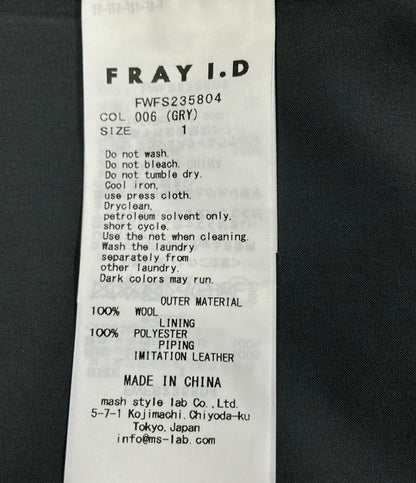 FRAY I.D
FWFS235804
COL 006 (GRY)
SIZE 1
Do not wash.
Do not bleach.
Do not tumble dry.
Cool iron,
use press cloth.
Dryclean,
petroleum solvent only,
short cycle.
Use the net when cleaning.
Wash the laundry
separately from
other laundry.
Dark colors may run.
OUTER MATERIAL
100% WOOL
LINING
100% POLYESTER
PIPING
IMITATION LEATHER
MADE IN CHINA
mash style lab Co., Ltd.
5-7-1 Kojimachi, Chiyoda-ku
Tokyo, Japan
info@ms-lab.com